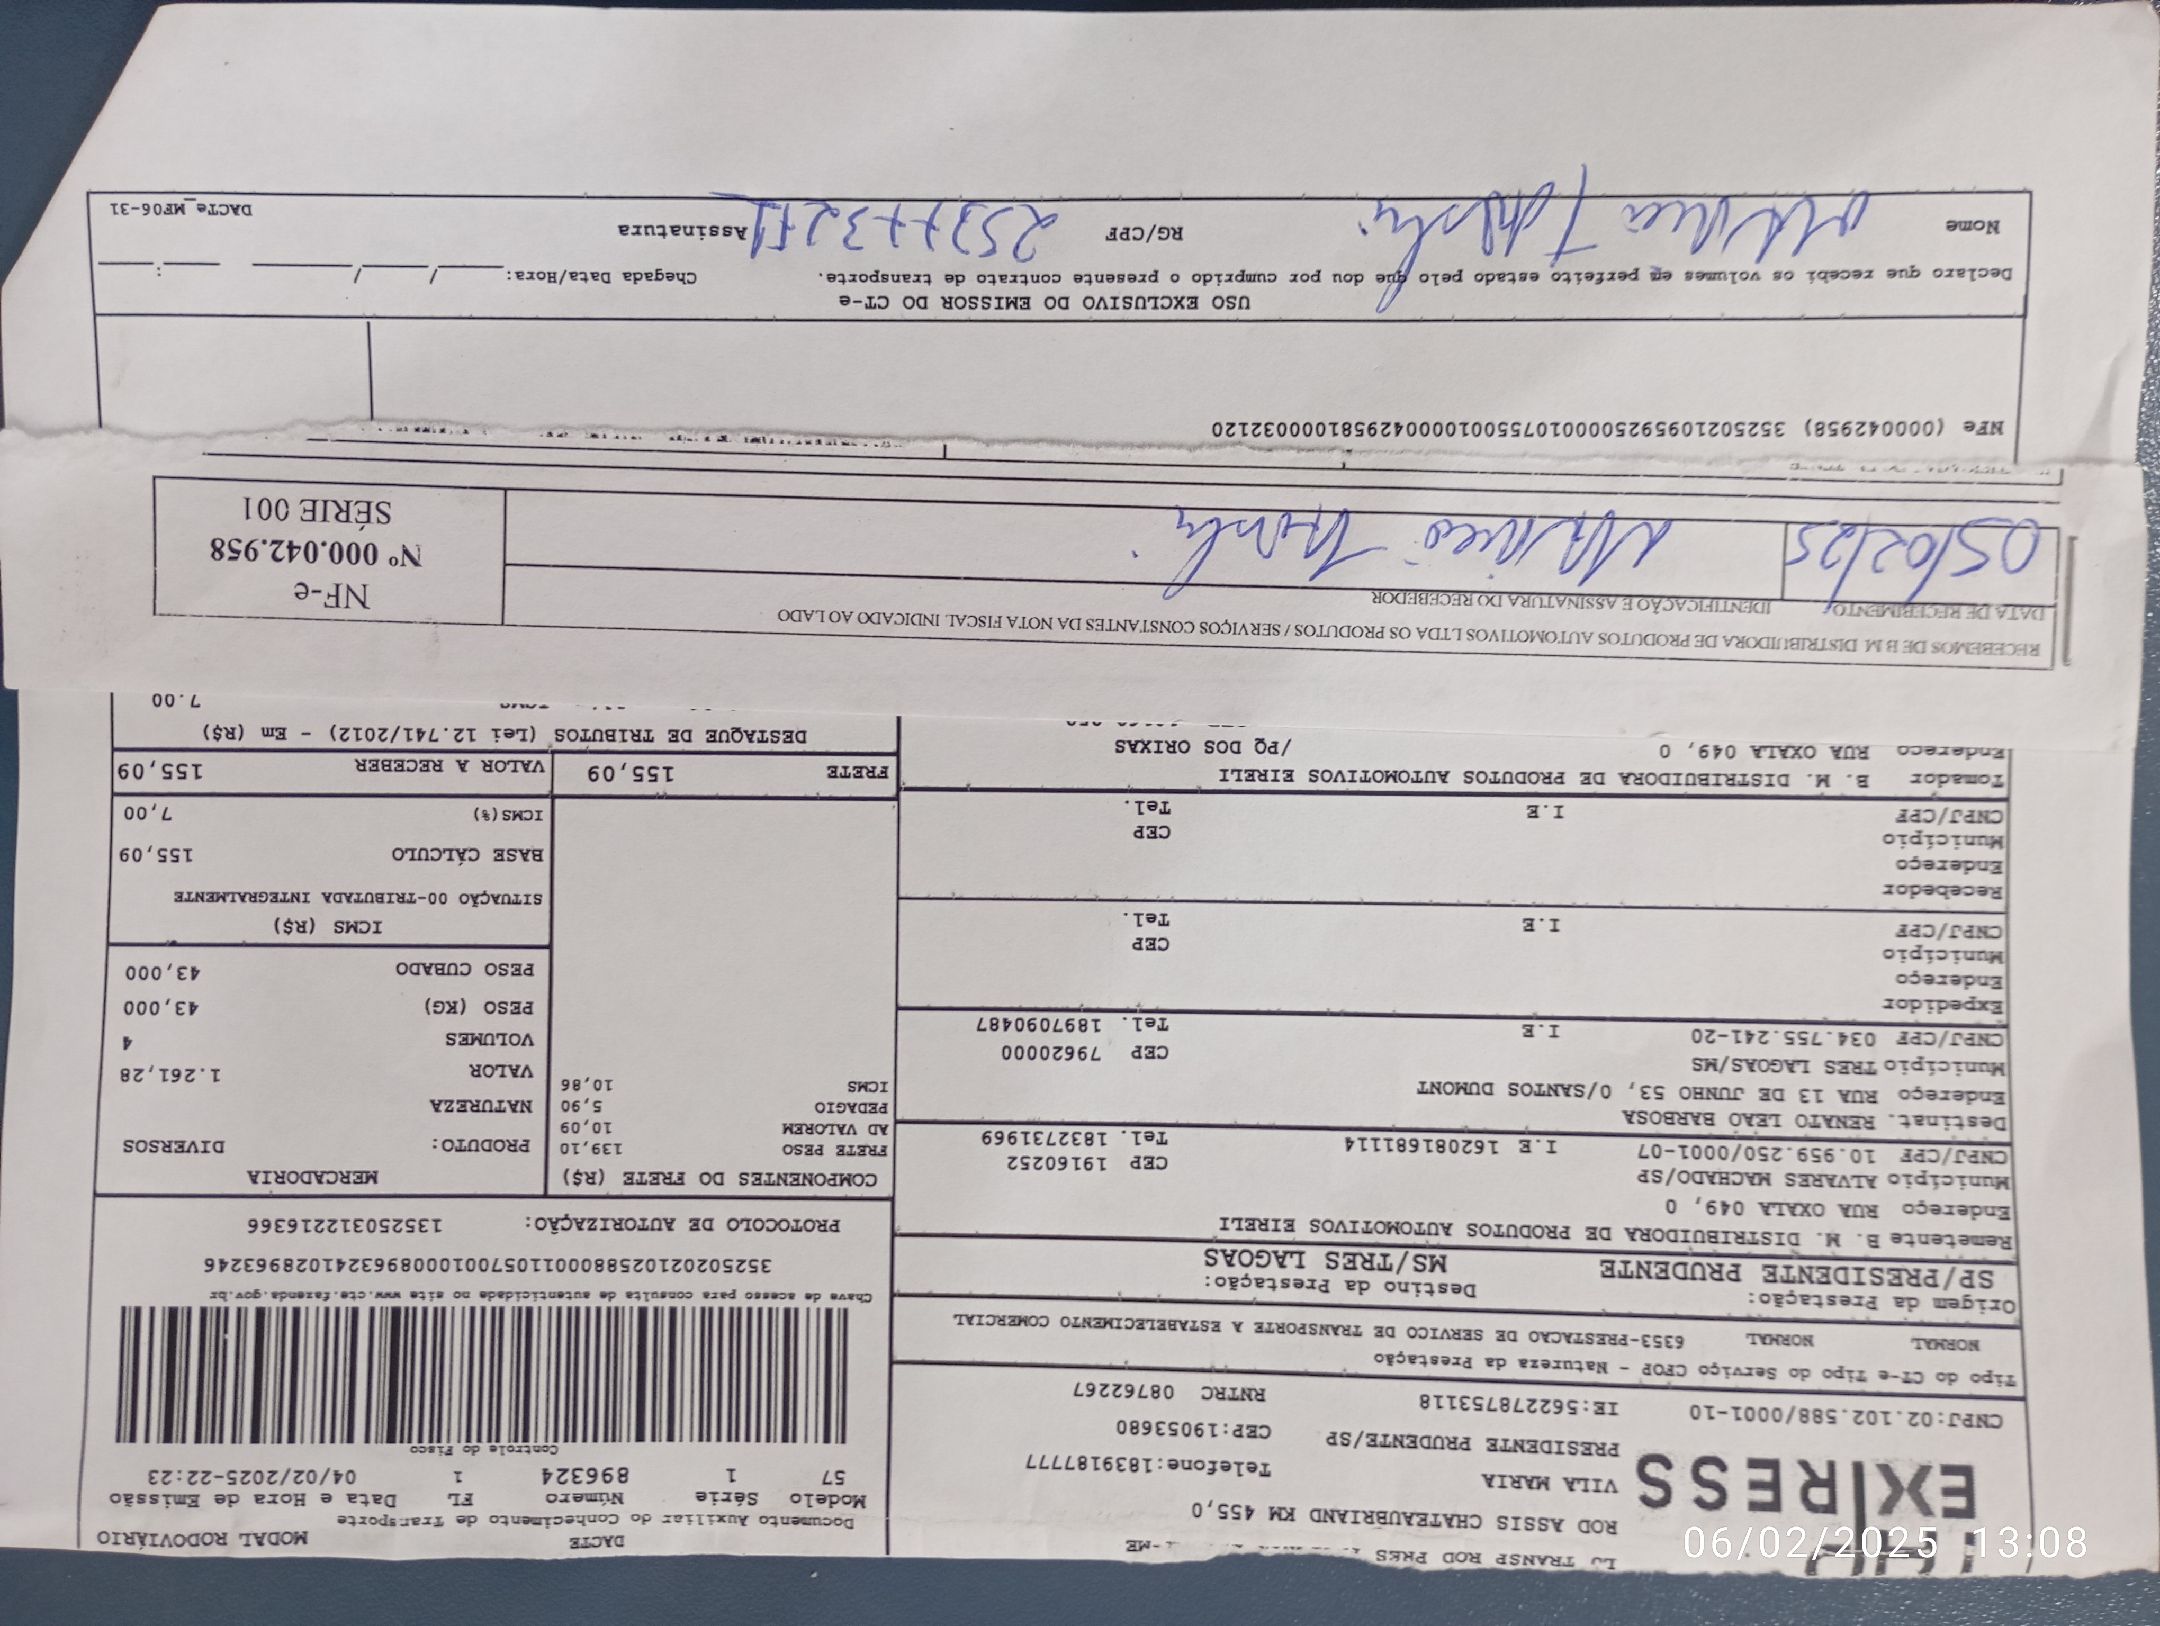 06/02/2025 13:08
LJ TRANSP ROD PRES -ME
EXPRESS
ROD ASSIS CHATEAUBRIAND KM 455,0
VILA MARIA Telefone:1839187777
PRESIDENTE PRUDENTE/SP CEP:19053680
CNPJ:02.102.588/0001-10 IE:562278753118 RNTRC 08762267
DACTE MODAL RODOVIÁRIO
Documento Auxiliar do Conhecimento de Transporte
Modelo Série Número FL Data e Hora de Emissão
57 1 896324 1 04/02/2025-22:23
Controle do Fisco
Chave de acesso para consulta de autenticidade no site www.cte.fazenda.gov.br
35250202102588000110570010008963241028963246
PROTOCOLO DE AUTORIZAÇÃO: 135250312216366
Tipo do CT-e Tipo do Serviço CFOP - Natureza da Prestação
NORMAL NORMAL 6353-PRESTACAO DE SERVICO DE TRANSPORTE A ESTABELECIMENTO COMERCIAL
Origem da Prestação: Destino da Prestação:
SP/PRESIDENTE PRUDENTE MS/TRES LAGOAS
Remetente B. M. DISTRIBUIDORA DE PRODUTOS AUTOMOTIVOS EIRELI
Endereço RUA OXALA 049, 0
Município ALVARES MACHADO/SP CEP 19160252
CNPJ/CPF 10.959.250/0001-07 I.E 162081681114 Tel. 1832731969
Destinat. RENATO LEAO BARBOSA
Endereço RUA 13 DE JUNHO 53, 0/SANTOS DUMONT
Município TRES LAGOAS/MS CEP 79620000
CNPJ/CPF 034.755.241-20 I.E Tel. 1897090487
Expedidor
Endereço
Município CEP
CNPJ/CPF I.E Tel.
Recebedor
Endereço
Município CEP
CNPJ/CPF I.E Tel.
Tomador B. M. DISTRIBUIDORA DE PRODUTOS AUTOMOTIVOS EIRELI
Endereço RUA OXALA 049, 0 /PQ DOS ORIXAS
COMPONENTES DO FRETE (R$)
FRETE PESO 139,10
AD VALOREM 10,09
PEDAGIO 5,90
ICMS 10,86
FRETE 155,09
MERCADORIA
PRODUTO: DIVERSOS
NATUREZA
VALOR 1.261,28
VOLUMES 4
PESO (KG) 43,000
PESO CUBADO 43,000
ICMS (R$)
SITUAÇÃO 00-TRIBUTADA INTEGRALMENTE
BASE CÁLCULO 155,09
ICMS(%) 7,00
VALOR A RECEBER 155,09
DESTAQUE DE TRIBUTOS (Lei 12.741/2012) - Em (R$)
ICMS 7.00
RECEBEMOS DE B M DISTRIBUIDORA DE PRODUTOS AUTOMOTIVOS LTDA OS PRODUTOS / SERVIÇOS CONSTANTES DA NOTA FISCAL INDICADO AO LADO
DATA DE RECEBIMENTO IDENTIFICAÇÃO E ASSINATURA DO RECEBEDOR
05/02/25
NF-e
Nº 000.042.958
SÉRIE 001
NFe (000042958) 35250210959250000107550010000429581000032120
USO EXCLUSIVO DO EMISSOR DO CT-e
Declaro que recebi os volumes em perfeito estado pelo que dou por cumprido o presente contrato de transporte. Chegada Data/Hora: ____/____/____ ___:___
Nome RG/CPF Assinatura
DACTe_MF06-31